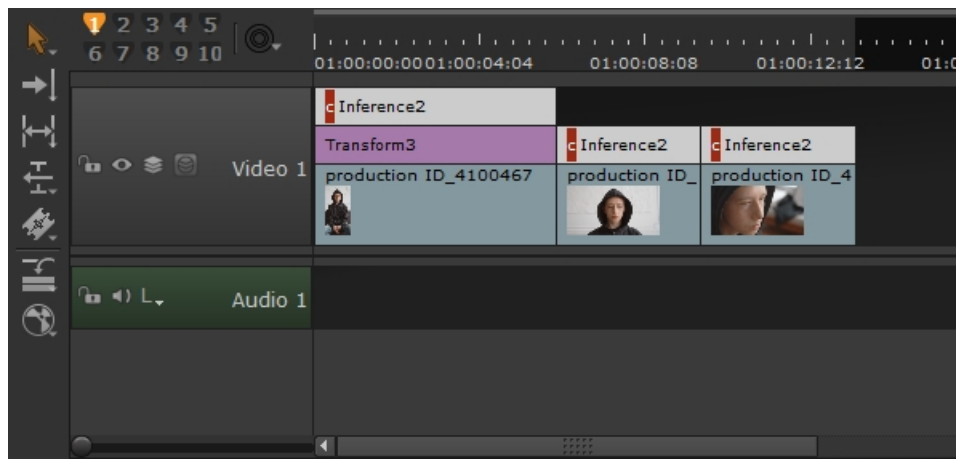 1 2 3 4 5
6 7 8 9 10
01:00:00:00 01:00:04:04 01:00:08:08 01:00:12:12 01:0
c Inference2
Transform3 c Inference2 c Inference2
Video 1
production ID_4100467 production ID_ production ID_4
L
Audio 1